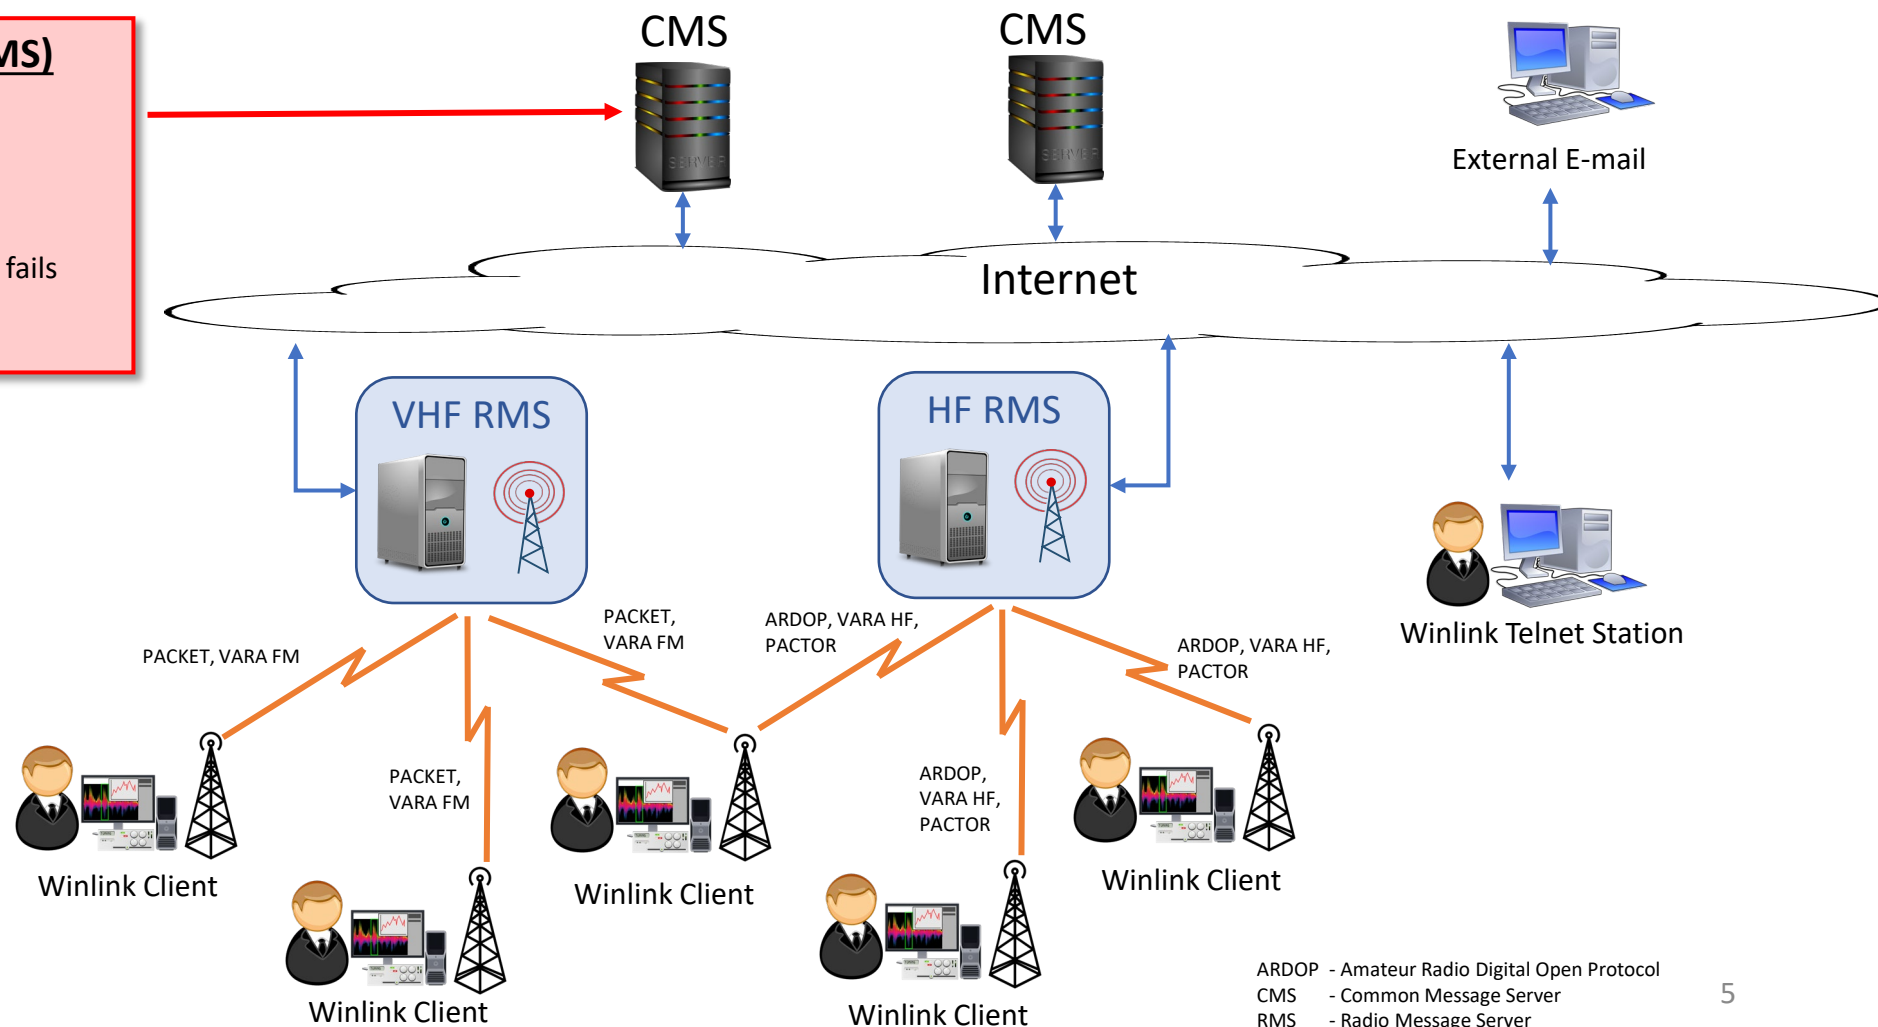 MS)
fails
CMS
CMS
External E-mail
Internet
VHF RMS
HF RMS
Winlink Telnet Station
PACKET, VARA FM
PACKET,
VARA FM
ARDOP, VARA HF,
PACTOR
ARDOP, VARA HF,
PACTOR
PACKET,
VARA FM
ARDOP,
VARA HF,
PACTOR
Winlink Client
Winlink Client
Winlink Client
Winlink Client
Winlink Client
ARDOP - Amateur Radio Digital Open Protocol
CMS - Common Message Server
RMS - Radio Message Server
5